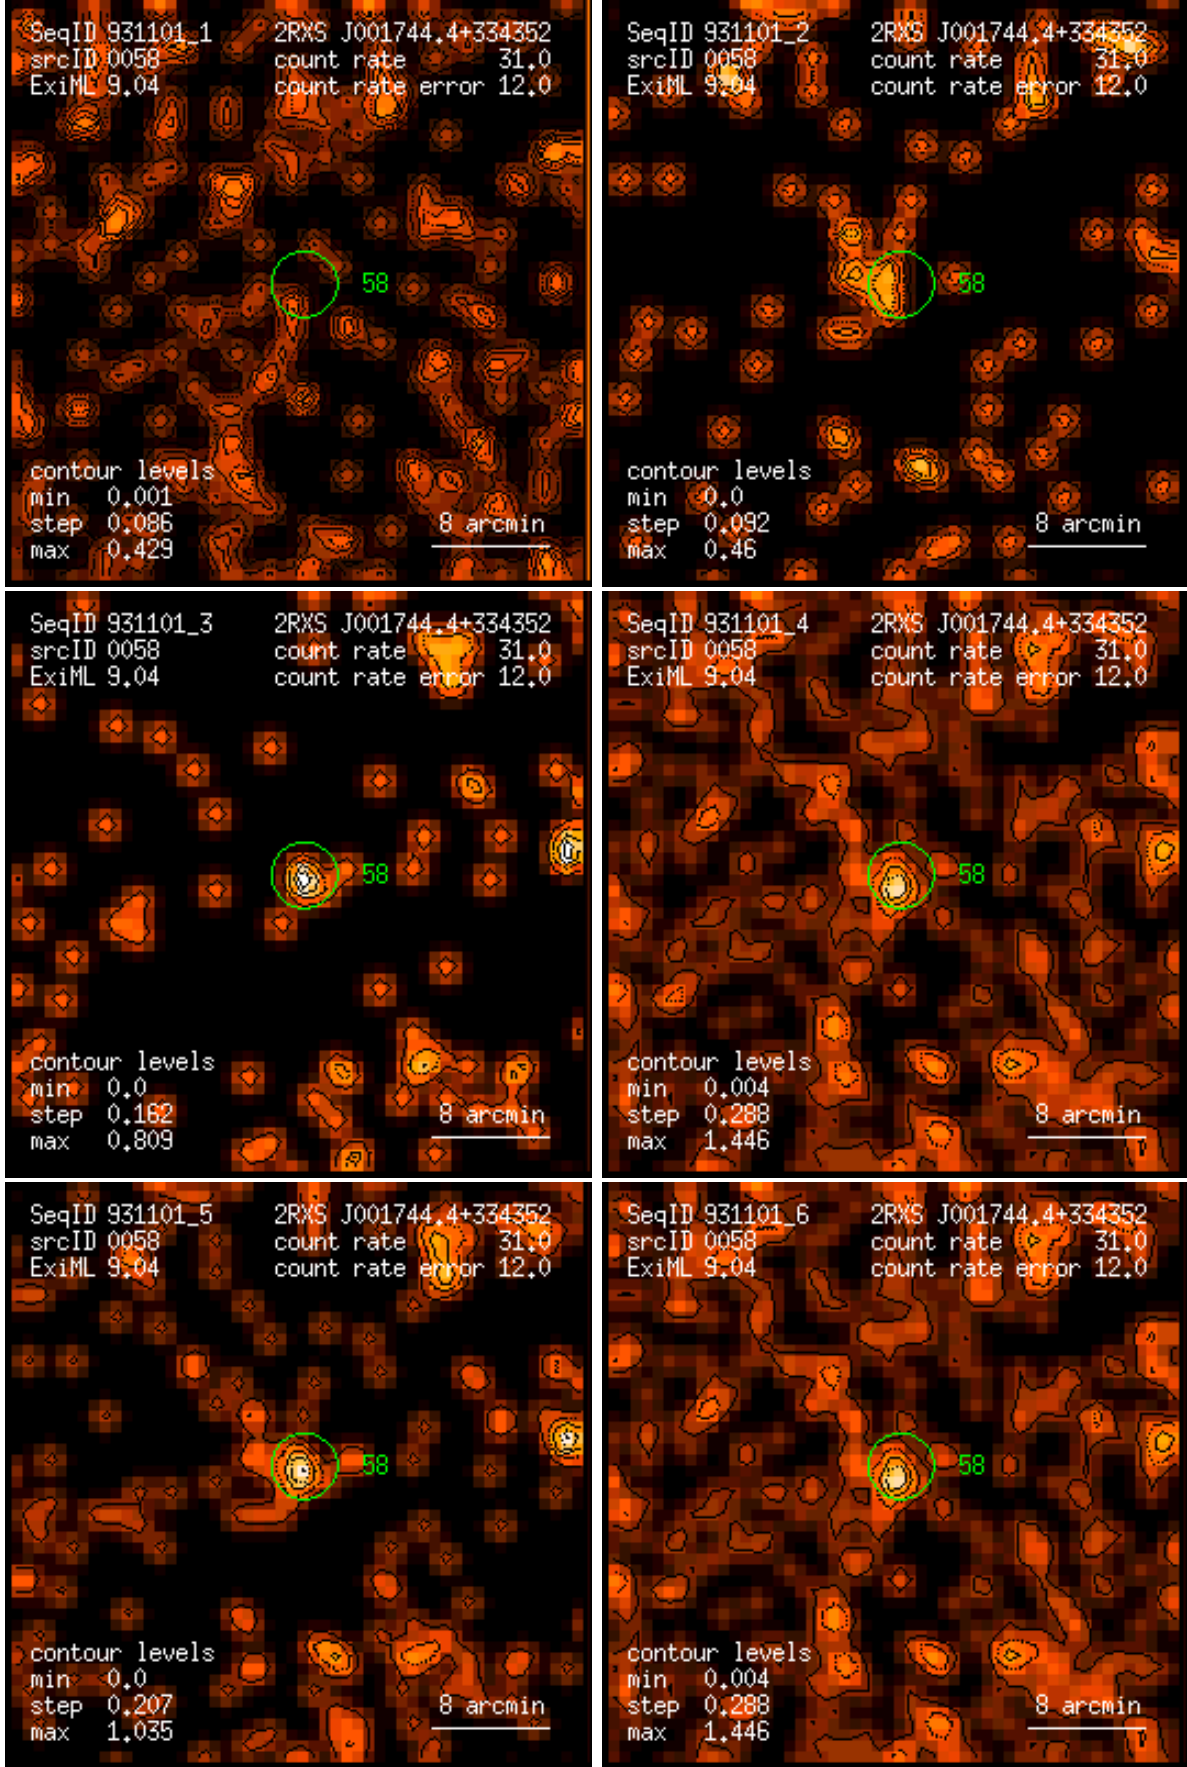 SeqID 931101_1 2RXS J001744.4+334352
srcID 0058 count rate 31.0
ExiML 9.04 count rate error 12.0
58
contour levels
min 0.001
step 0.086 8 arcmin
max 0.429
SeqID 931101_2 2RXS J001744.4+334352
srcID 0058 count rate 31.0
ExiML 9.04 count rate error 12.0
58
contour levels
min 0.0
step 0.092 8 arcmin
max 0.46
SeqID 931101_3 2RXS J001744.4+334352
srcID 0058 count rate 31.0
ExiML 9.04 count rate error 12.0
58
contour levels
min 0.0
step 0.162 8 arcmin
max 0.809
SeqID 931101_4 2RXS J001744.4+334352
srcID 0058 count rate 31.0
ExiML 9.04 count rate error 12.0
58
contour levels
min 0.004
step 0.288 8 arcmin
max 1.446
SeqID 931101_5 2RXS J001744.4+334352
srcID 0058 count rate 31.0
ExiML 9.04 count rate error 12.0
58
contour levels
min 0.0
step 0.207 8 arcmin
max 1.035
SeqID 931101_6 2RXS J001744.4+334352
srcID 0058 count rate 31.0
ExiML 9.04 count rate error 12.0
58
contour levels
min 0.004
step 0.288 8 arcmin
max 1.446